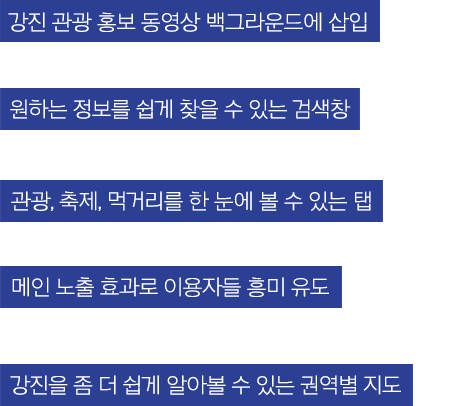 강진 관광 홍보 동영상 백그라운드에 삽입
원하는 정보를 쉽게 찾을 수 있는 검색창
관광, 축제, 먹거리를 한 눈에 볼 수 있는 탭
메인 노출 효과로 이용자들 흥미 유도
강진을 좀 더 쉽게 알아볼 수 있는 권역별 지도